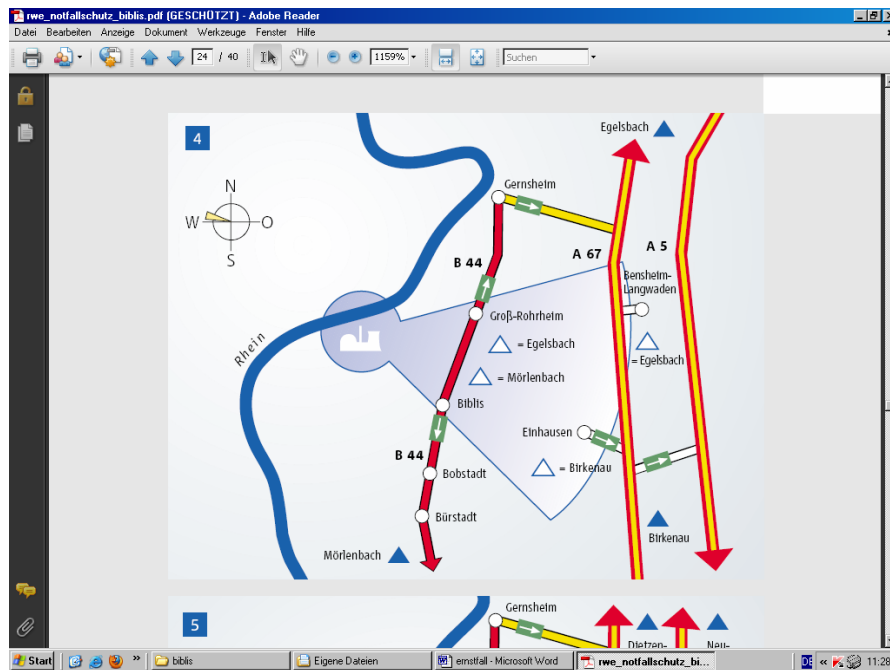 rwe_notfallschutz_biblis.pdf (GESCHÜTZT) - Adobe Reader
Datei Bearbeiten Anzeige Dokument Werkzeuge Fenster Hilfe
24 / 40 1159% Suchen
4
Egelsbach
N
W O
S
Gernsheim
A 67 A 5
B 44
Bensheim-
Langwaden
Groß-Rohrheim
Rhein
= Egelsbach
= Egelsbach
= Mörlenbach
Biblis
Einhausen
B 44
= Birkenau
Bobstadt
Bürstadt
Birkenau
Mörlenbach
5
Gernsheim
Dietzen- Neu-
Start » biblis Eigene Dateien ernstfall - Microsoft Word rwe_notfallschutz_bi... DE « 11:28